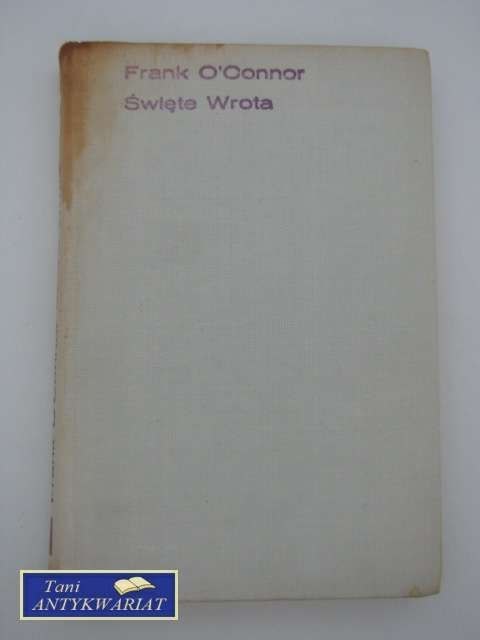 Frank O'Connor
Święte Wrota
Tani
ANTYKWARIAT